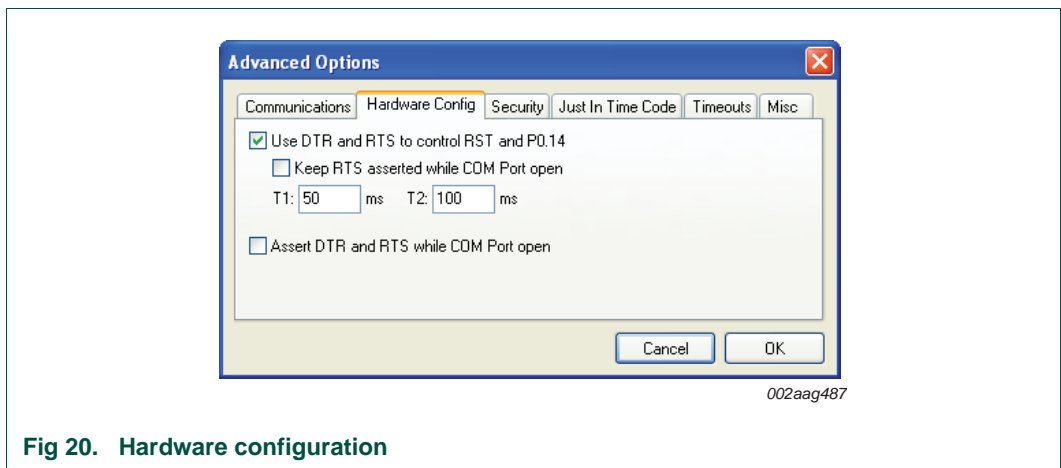 Advanced Options
Communications Hardware Config Security Just In Time Code Timeouts Misc
Use DTR and RTS to control RST and P0.14
Keep RTS asserted while COM Port open
T1: 50 ms T2: 100 ms
Assert DTR and RTS while COM Port open
Cancel OK
002aag487
Fig 20. Hardware configuration